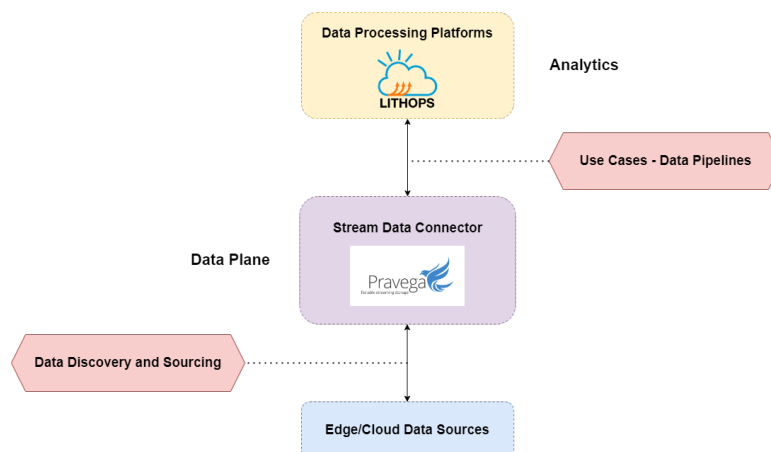 Data Processing Platforms
LITHOPS
Analytics
Use Cases - Data Pipelines
Stream Data Connector
Data Plane
Pravega
Data Discovery and Sourcing
Edge/Cloud Data Sources